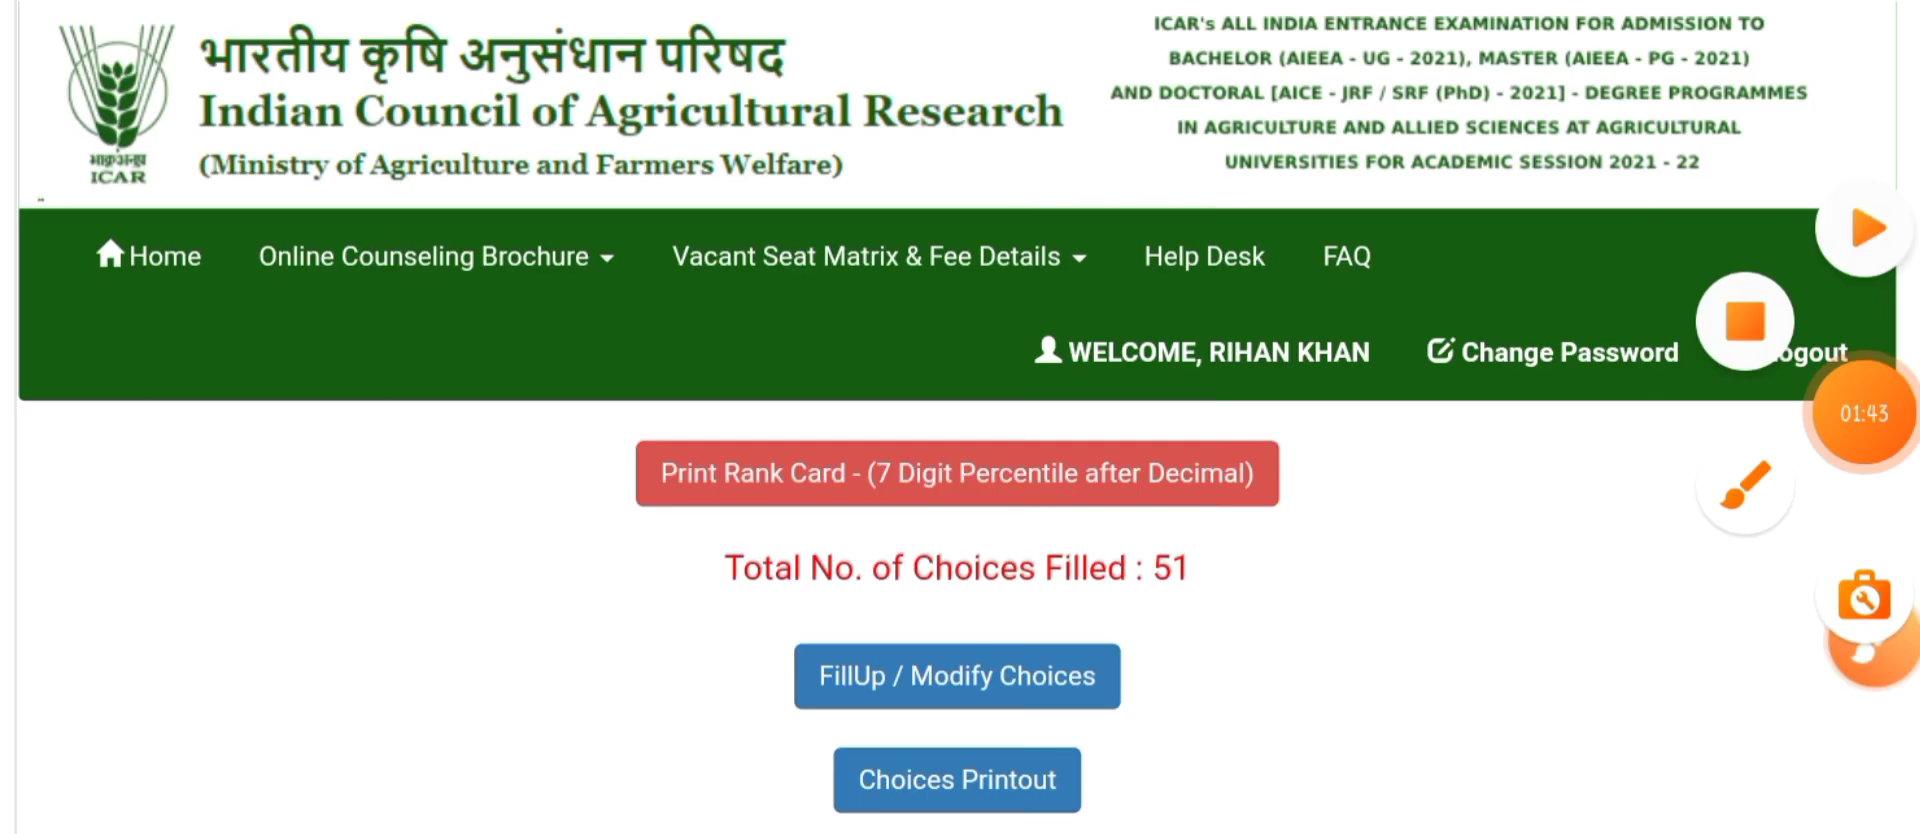 भारतीय कृषि अनुसंधान परिषद
Indian Council of Agricultural Research
(Ministry of Agriculture and Farmers Welfare)
भाकृअनुप
ICAR
ICAR's ALL INDIA ENTRANCE EXAMINATION FOR ADMISSION TO
BACHELOR (AIEEA - UG - 2021), MASTER (AIEEA - PG - 2021)
AND DOCTORAL [AICE - JRF / SRF (PhD) - 2021] - DEGREE PROGRAMMES
IN AGRICULTURE AND ALLIED SCIENCES AT AGRICULTURAL
UNIVERSITIES FOR ACADEMIC SESSION 2021 - 22
Home Online Counseling Brochure Vacant Seat Matrix & Fee Details Help Desk FAQ
WELCOME, RIHAN KHAN Change Password ogout
01:43
Print Rank Card - (7 Digit Percentile after Decimal)
Total No. of Choices Filled : 51
FillUp / Modify Choices
Choices Printout